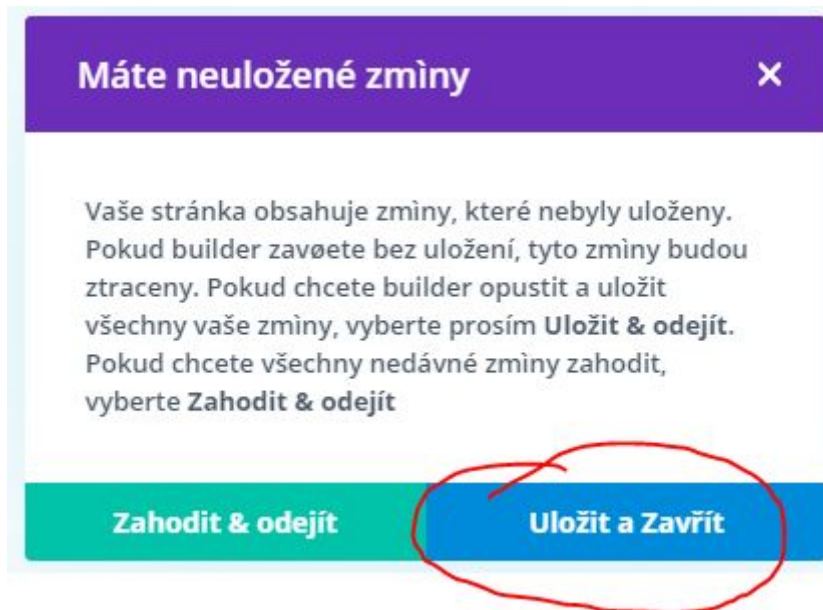 Máte neuložené zmìny
Vaše stránka obsahuje zmìny, které nebyly uloženy.
Pokud builder zavøete bez uložení, tyto zmìny budou
ztraceny. Pokud chcete builder opustit a uložit
všechny vaše zmìny, vyberte prosím Uložit & odejít.
Pokud chcete všechny nedávné zmìny zahodit,
vyberte Zahodit & odejít
Zahodit & odejít
Uložit a Zavřít